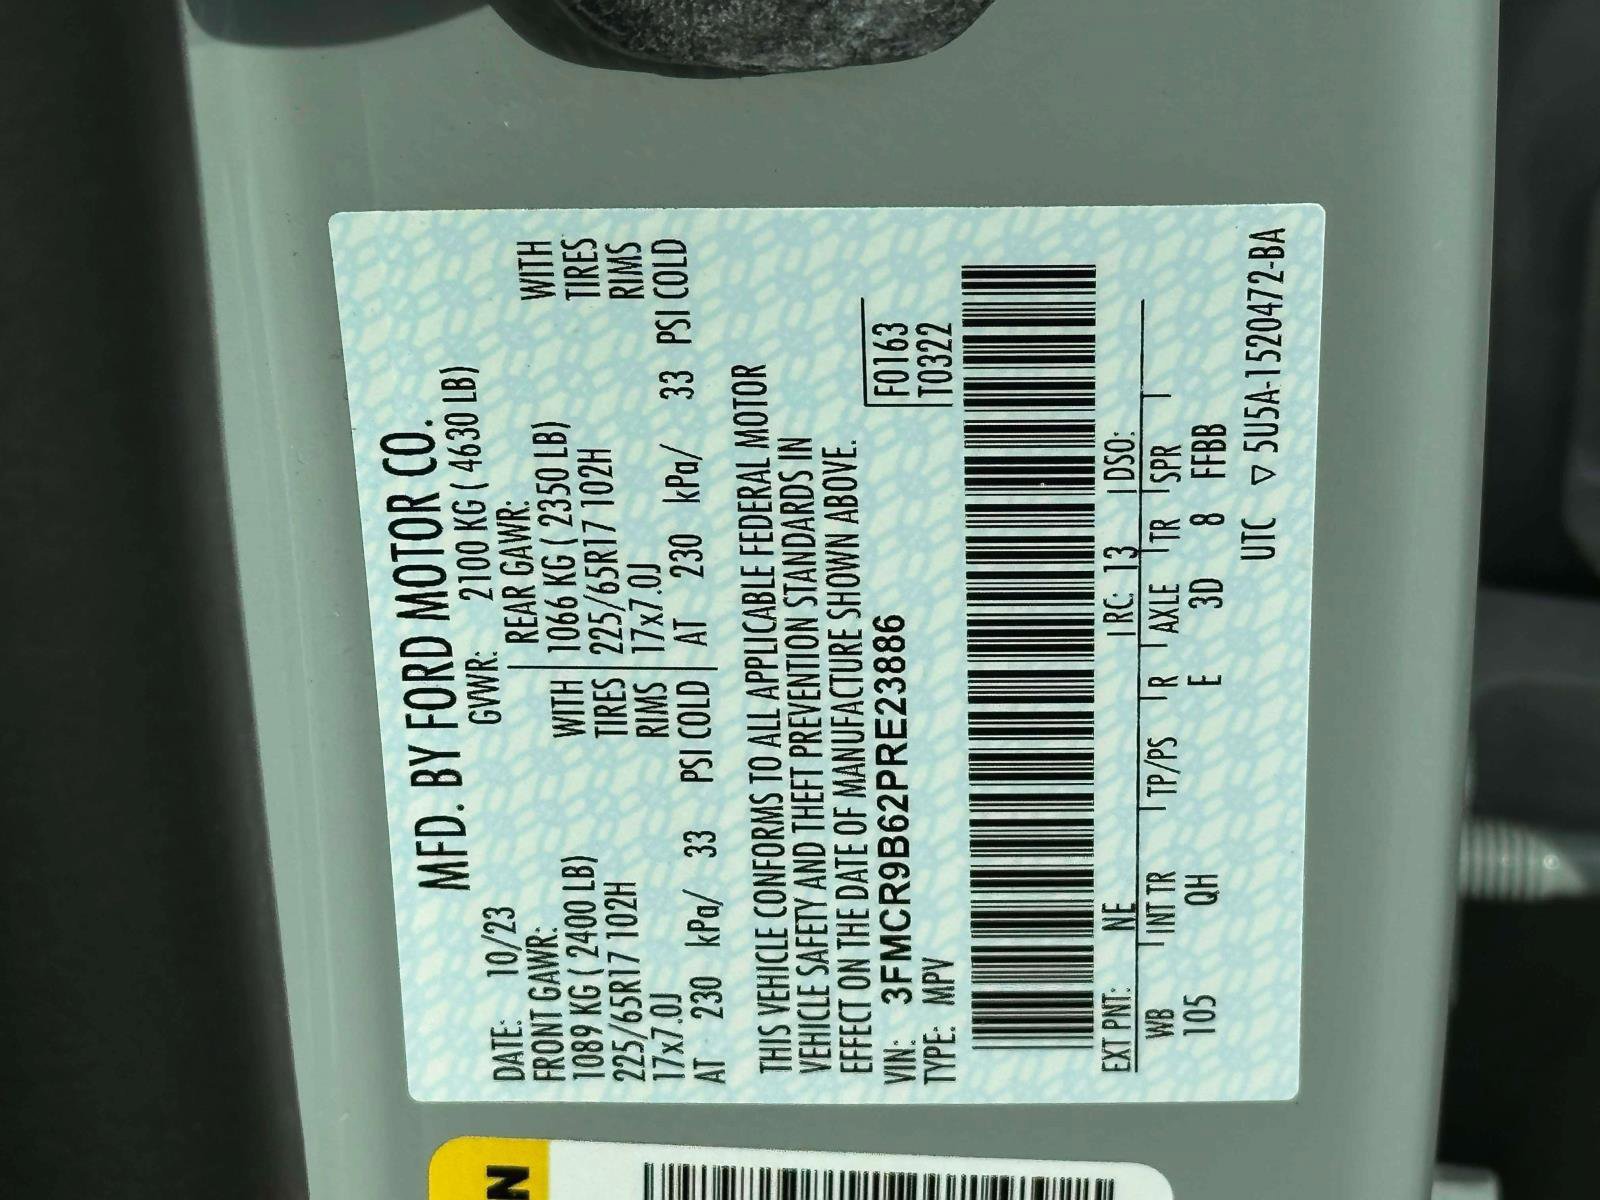 MFD. BY FORD MOTOR CO.
DATE: 10/23 GVWR: 2100 KG ( 4630 LB)
FRONT GAWR: REAR GAWR:
1089 KG ( 2400 LB) WITH 1066 KG ( 2350 LB) WITH
225/65R17 102H TIRES 225/65R17 102H TIRES
17x7.0J RIMS 17x7.0J RIMS
AT 230 kPa/ 33 PSI COLD AT 230 kPa/ 33 PSI COLD
THIS VEHICLE CONFORMS TO ALL APPLICABLE FEDERAL MOTOR
VEHICLE SAFETY AND THEFT PREVENTION STANDARDS IN
EFFECT ON THE DATE OF MANUFACTURE SHOWN ABOVE.
VIN: 3FMCR9B62PRE23886 F0163
TYPE: MPV T0322
EXT PNT: NE RC: 13 DSO:
WB INT TR TP/PS R AXLE TR SPR
105 QH E 3D 8 FFBB
UTC ▽ 5U5A-1520472-BA
N